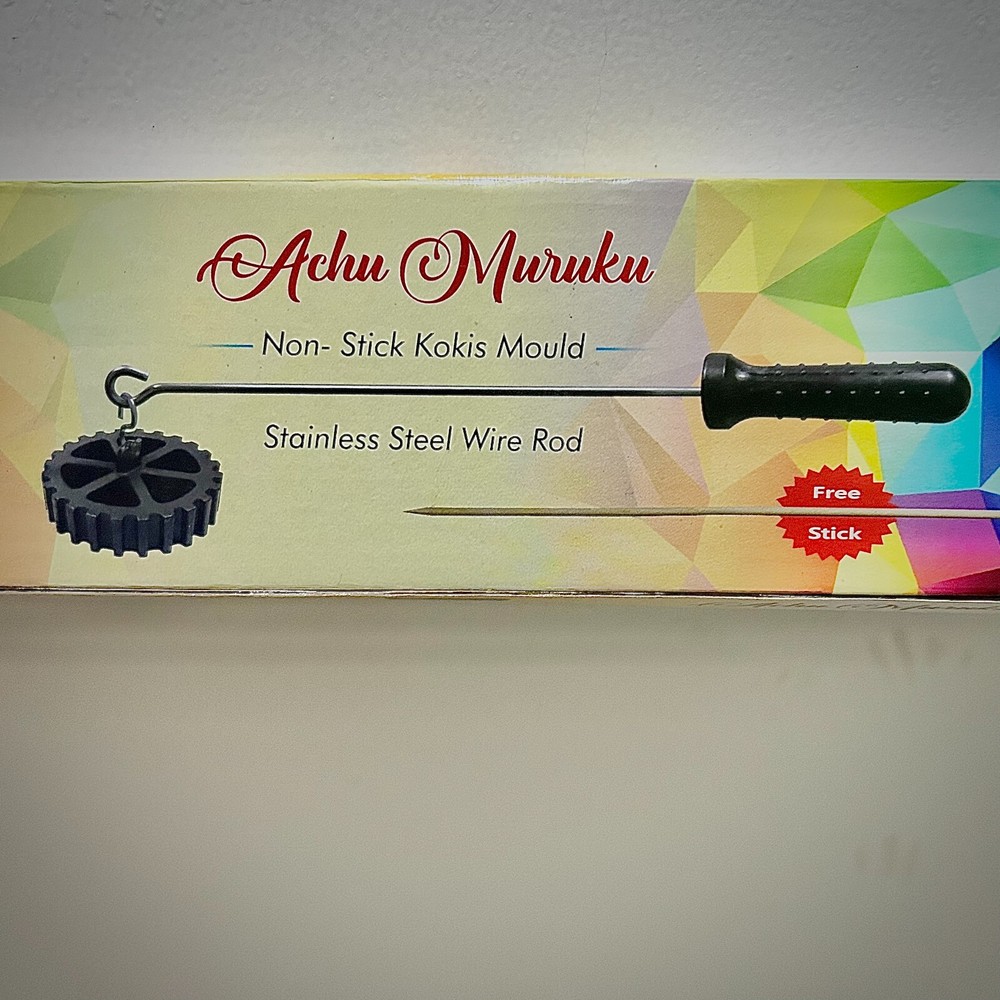 Achu Muruku
Non- Stick Kokis Mould
Stainless Steel Wire Rod
Free
Stick